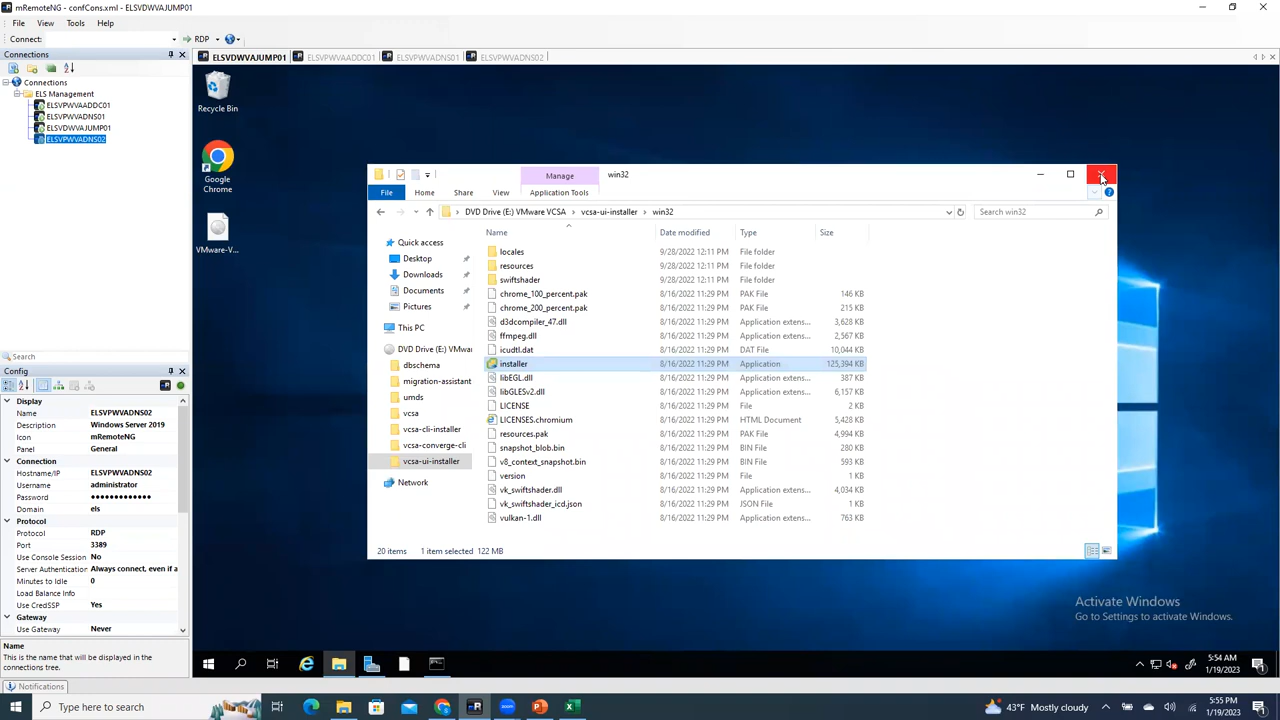 mRemoteNG - confCons.xml - ELSVDWVAJUMP01
File View Tools Help
Connect: RDP
Connections
Connections
ELS Management
ELSVPWVAADDC01
ELSVPWVADNS01
ELSVDWVAJUMP01
ELSVPWVADNS02
Search
Config
Display
Name ELSVPWVADNS02
Description Windows Server 2019
Icon mRemoteNG
Panel General
Connection
Hostname/IP ELSVPWVADNS02
Username administrator
Password ●●●●●●●●●●●●●
Domain els
Protocol
Protocol RDP
Port 3389
Use Console Session No
Server Authentication Always connect, even if a
Minutes to Idle 0
Load Balance Info
Use CredSSP Yes
Gateway
Use Gateway Never
Name
This is the name that will be displayed in the
connections tree.
Notifications
ELSVDWVAJUMP01 ELSVPWVAADDC01 ELSVPWVADNS01 ELSVPWVADNS02
Recycle Bin
Google
Chrome
VMware-V...
Manage win32
File Home Share View Application Tools
DVD Drive (E:) VMware VCSA > vcsa-ui-installer > win32
Search win32
Quick access
Desktop
Downloads
Documents
Pictures
This PC
DVD Drive (E:) VMwa
dbschema
migration-assistant
umds
vcsa
vcsa-cli-installer
vcsa-converge-cli
vcsa-ui-installer
Network
Name Date modified Type Size
locales 9/28/2022 12:11 PM File folder
resources 9/28/2022 12:11 PM File folder
swiftshader 9/28/2022 12:11 PM File folder
chrome_100_percent.pak 8/16/2022 11:29 PM PAK File 146 KB
chrome_200_percent.pak 8/16/2022 11:29 PM PAK File 215 KB
d3dcompiler_47.dll 8/16/2022 11:29 PM Application extens... 3,628 KB
ffmpeg.dll 8/16/2022 11:29 PM Application extens... 2,567 KB
icudtl.dat 8/16/2022 11:29 PM DAT File 10,044 KB
installer 8/16/2022 11:29 PM Application 125,394 KB
libEGL.dll 8/16/2022 11:29 PM Application extens... 387 KB
libGLESv2.dll 8/16/2022 11:29 PM Application extens... 6,157 KB
LICENSE 8/16/2022 11:29 PM File 2 KB
LICENSES.chromium 8/16/2022 11:29 PM HTML Document 5,428 KB
resources.pak 8/16/2022 11:29 PM PAK File 4,994 KB
snapshot_blob.bin 8/16/2022 11:29 PM BIN File 280 KB
v8_context_snapshot.bin 8/16/2022 11:29 PM BIN File 593 KB
version 8/16/2022 11:29 PM File 1 KB
vk_swiftshader.dll 8/16/2022 11:29 PM Application extens... 4,034 KB
vk_swiftshader_icd.json 8/16/2022 11:29 PM JSON File 1 KB
vulkan-1.dll 8/16/2022 11:29 PM Application extens... 763 KB
20 items 1 item selected 122 MB
Activate Windows
Go to Settings to activate Windows.
5:54 AM
1/19/2023
Type here to search
43°F Mostly cloudy
5:55 PM
1/19/2023